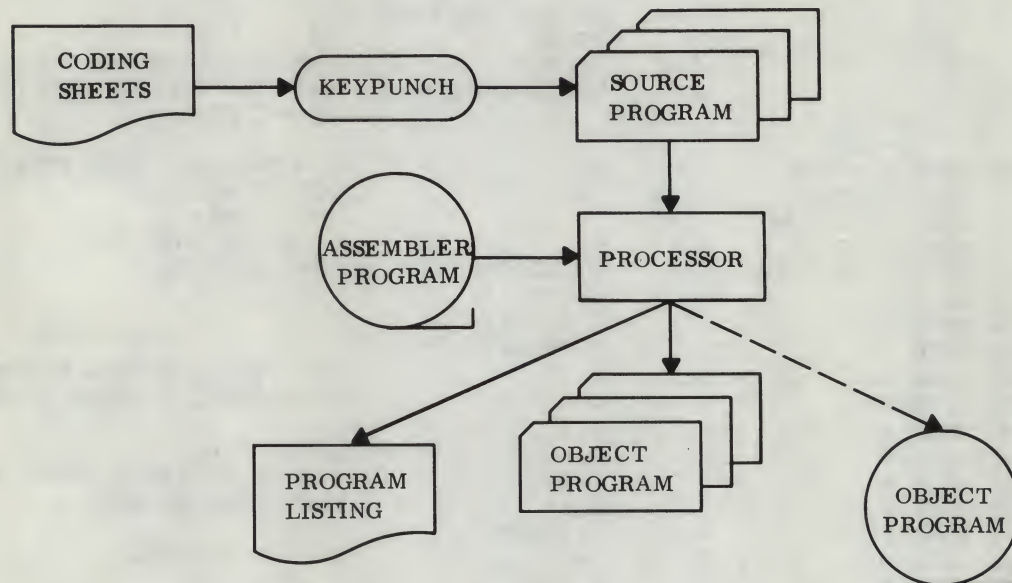 CODING
SHEETS
KEYPUNCH
SOURCE
PROGRAM
ASSEMBLER
PROGRAM
PROCESSOR
PROGRAM
LISTING
OBJECT
PROGRAM
OBJECT
PROGRAM